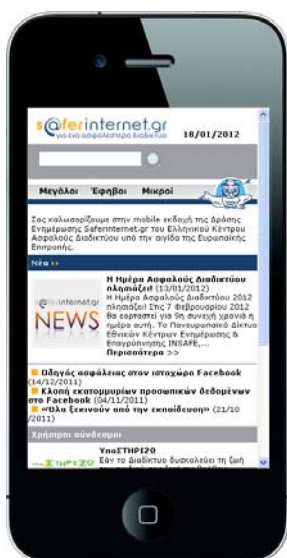 s@ferinternet.gr
για ένα ασφαλέστερο διαδίκτυο
18/01/2012
Μεγάλοι Έφηβοι Μικροί
Σας καλωσορίζουμε στην mobile εκδοχή της Δράσης
Ενημέρωσης Saferinternet.gr του Ελληνικού Κέντρου
Ασφαλούς Διαδικτύου υπό την αιγίδα της Ευρωπαϊκής
Επιτροπής.
Νέα
s@ferinternet.gr
NEWS
Η Ημέρα Ασφαλούς Διαδικτύου
πλησιάζει! (13/01/2012)
Η Ημέρα Ασφαλούς Διαδικτύου 2012
πλησιάζει! Στις 7 Φεβρουαρίου 2012
θα εορταστεί για 9η συνεχή χρονιά η
ημέρα αυτή. Το Πανευρωπαϊκό Δίκτυο
Εθνικών Κέντρων Ενημέρωσης &
Επαγρύπνησης INSAFE,...
Περισσότερα >>
Οδηγός ασφάλειας στον ιστοχώρο Facebook
(14/12/2011)
Κλοπή εκατομμυρίων προσωπικών δεδομένων
στο Facebook (04/11/2011)
«Όλα ξεκινούν από την εκπαίδευση» (21/10
/2011)
Χρήσιμοι σύνδεσμοι
ΥποΣΤΗΡΙΖΩ
Εάν το Διαδίκτυο δυσκολεύει τη ζωή